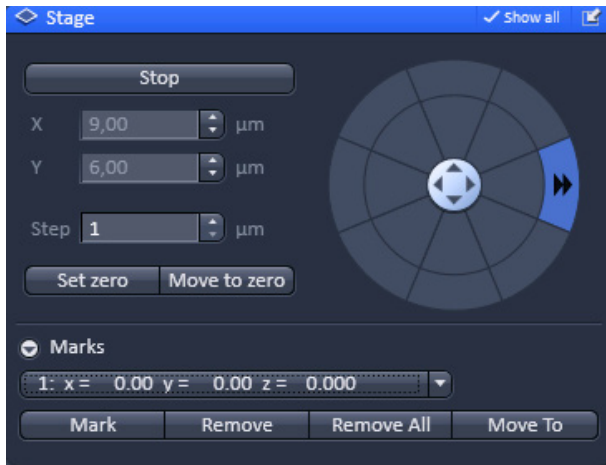 Stage ✓ Show all
Stop
X 9,00 µm
Y 6,00 µm
Step 1 µm
Set zero Move to zero
Marks
1: x = 0.00 y = 0.00 z = 0.000
Mark Remove Remove All Move To